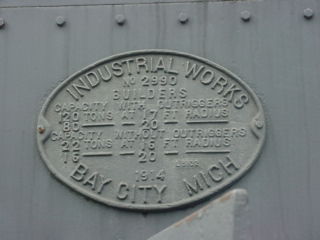 INDUSTRIAL WORKS
No 2990
BUILDERS
CAPACITY WITH OUTRIGGERS
120 TONS AT 17 FT RADIUS
80 — — 20 — —
CAPACITY WITHOUT OUTRIGGERS
22 TONS AT 16 FT RADIUS
16 — — 20 — —
1914
BAY CITY MICH